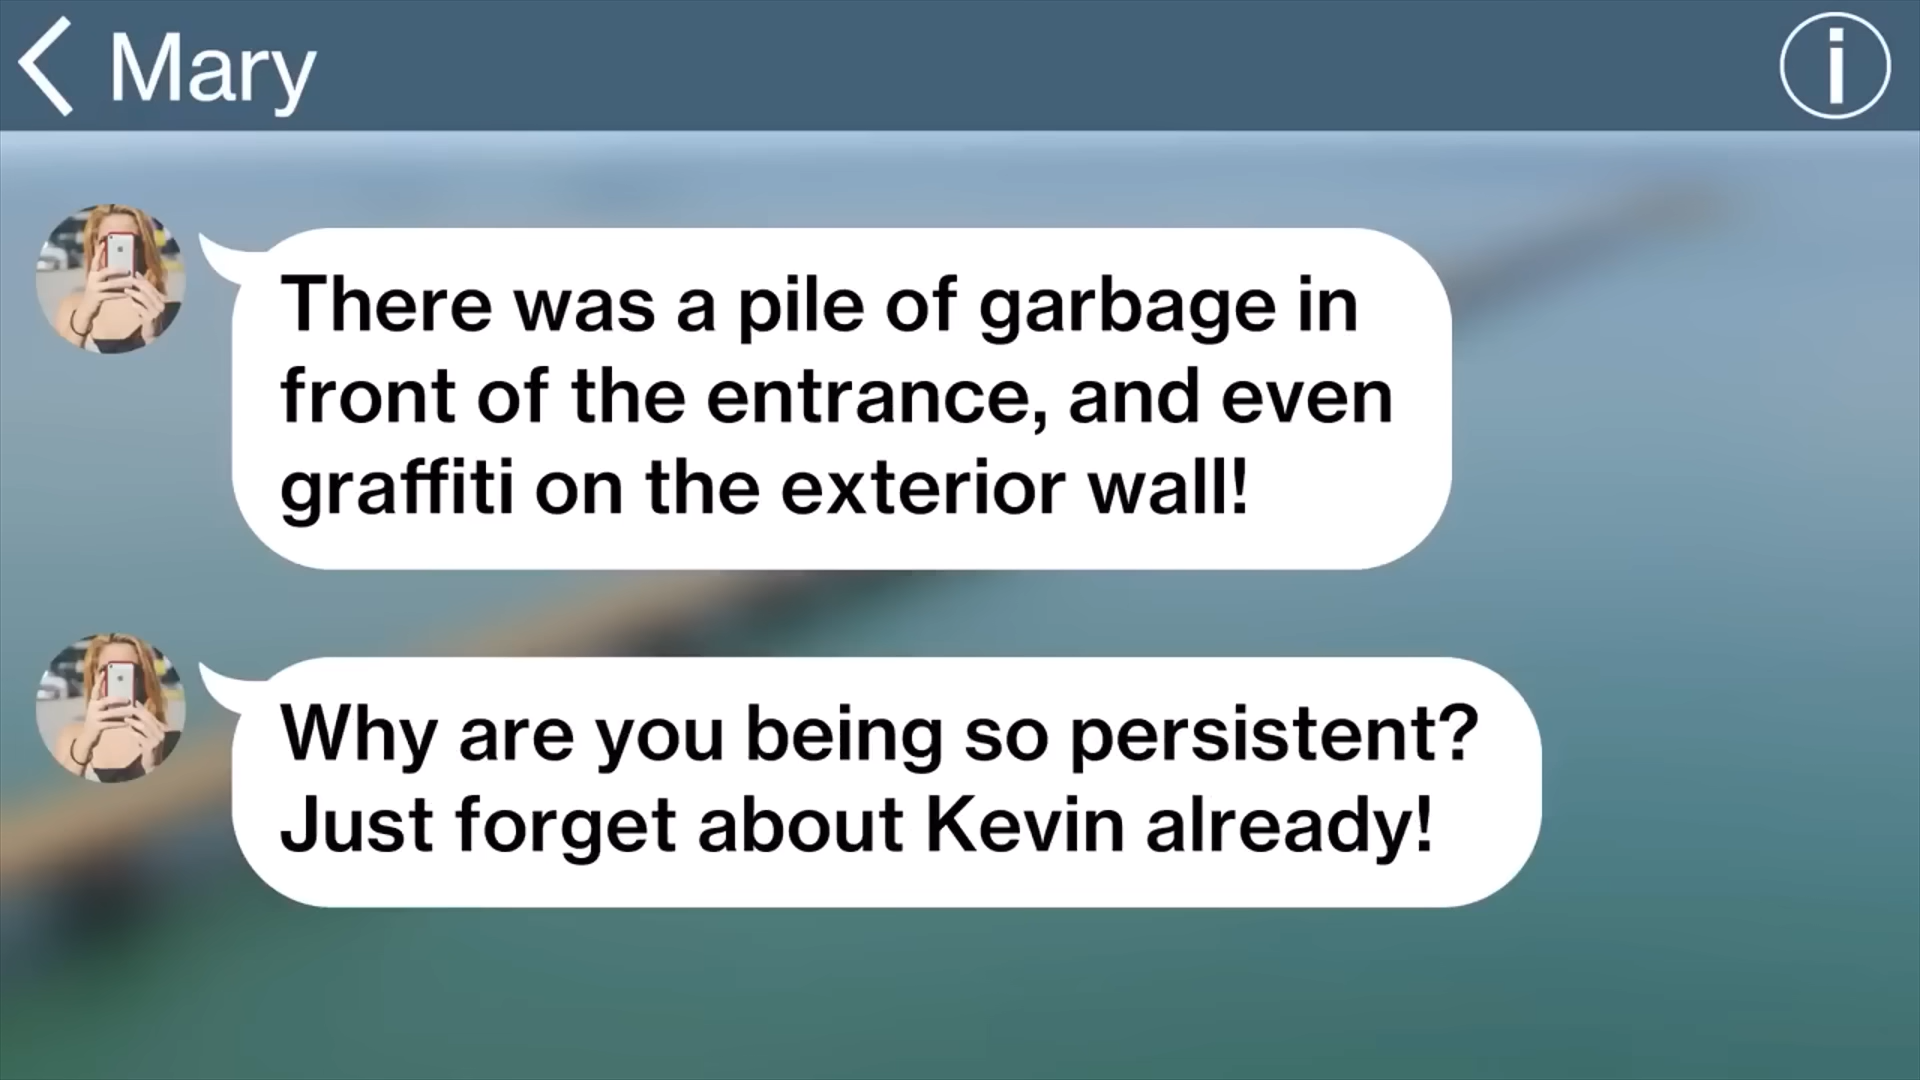 Mary
There was a pile of garbage in
front of the entrance, and even
graffiti on the exterior wall!
Why are you being so persistent?
Just forget about Kevin already!